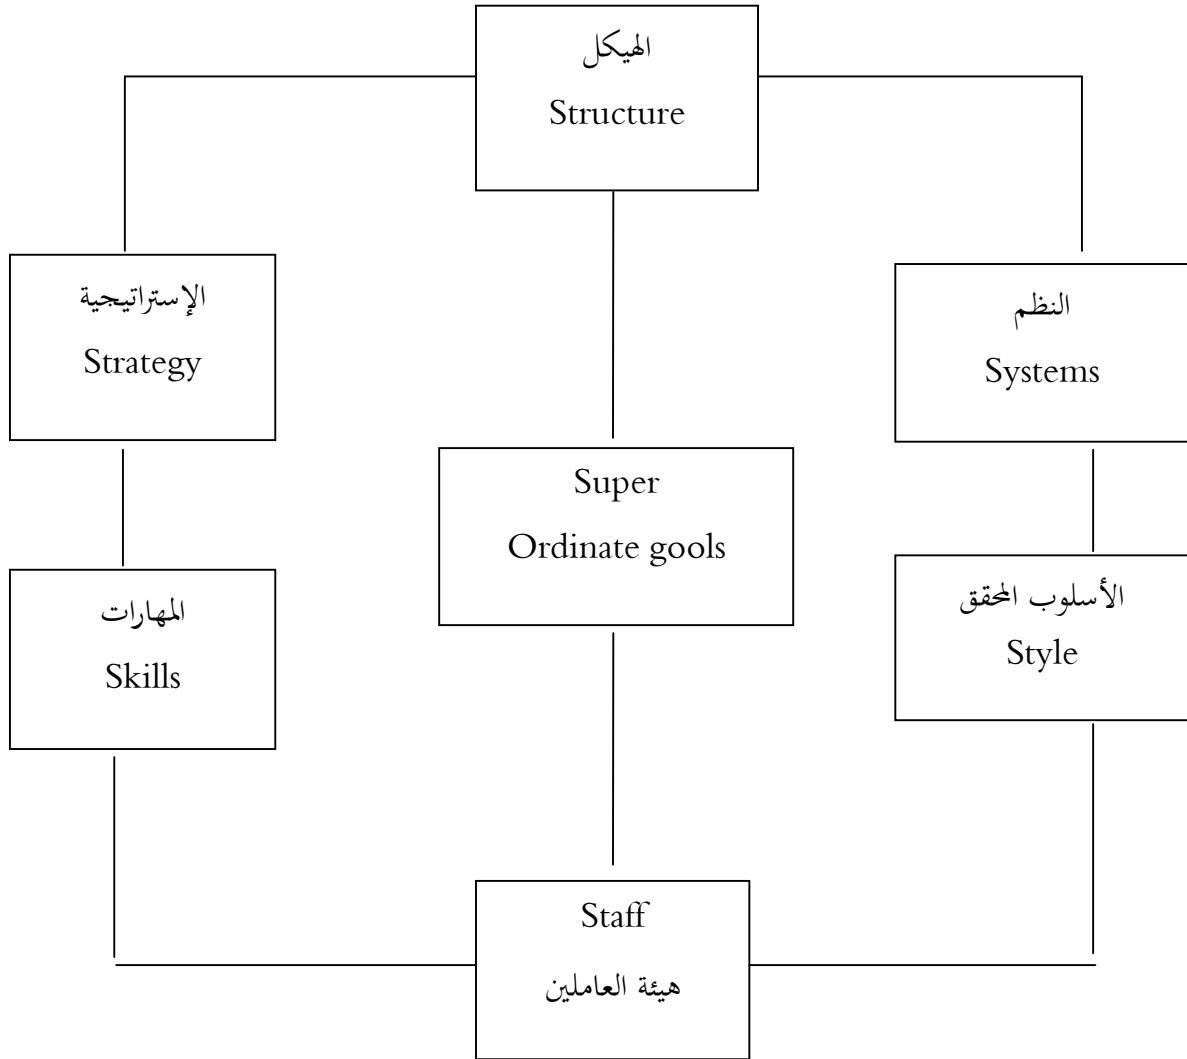 الهيكل
Structure
الإستراتيجية
Strategy
النظم
Systems
Super
Ordinate gools
المهارات
Skills
الأسلوب المحقق
Style
Staff
هيئة العاملين